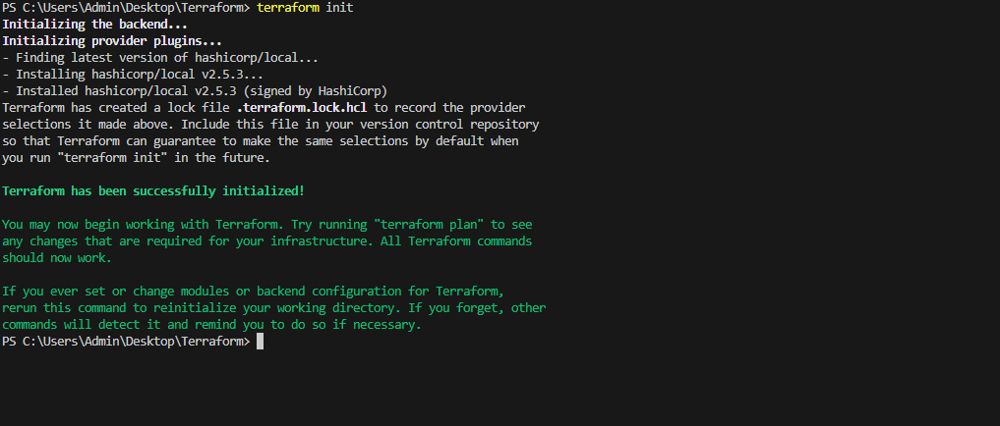 PS C:\Users\Admin\Desktop\Terraform> terraform init
Initializing the backend...
Initializing provider plugins...
- Finding latest version of hashicorp/local...
- Installing hashicorp/local v2.5.3...
- Installed hashicorp/local v2.5.3 (signed by HashiCorp)
Terraform has created a lock file .terraform.lock.hcl to record the provider
selections it made above. Include this file in your version control repository
so that Terraform can guarantee to make the same selections by default when
you run "terraform init" in the future.
Terraform has been successfully initialized!
You may now begin working with Terraform. Try running "terraform plan" to see
any changes that are required for your infrastructure. All Terraform commands
should now work.
If you ever set or change modules or backend configuration for Terraform,
rerun this command to reinitialize your working directory. If you forget, other
commands will detect it and remind you to do so if necessary.
PS C:\Users\Admin\Desktop\Terraform>